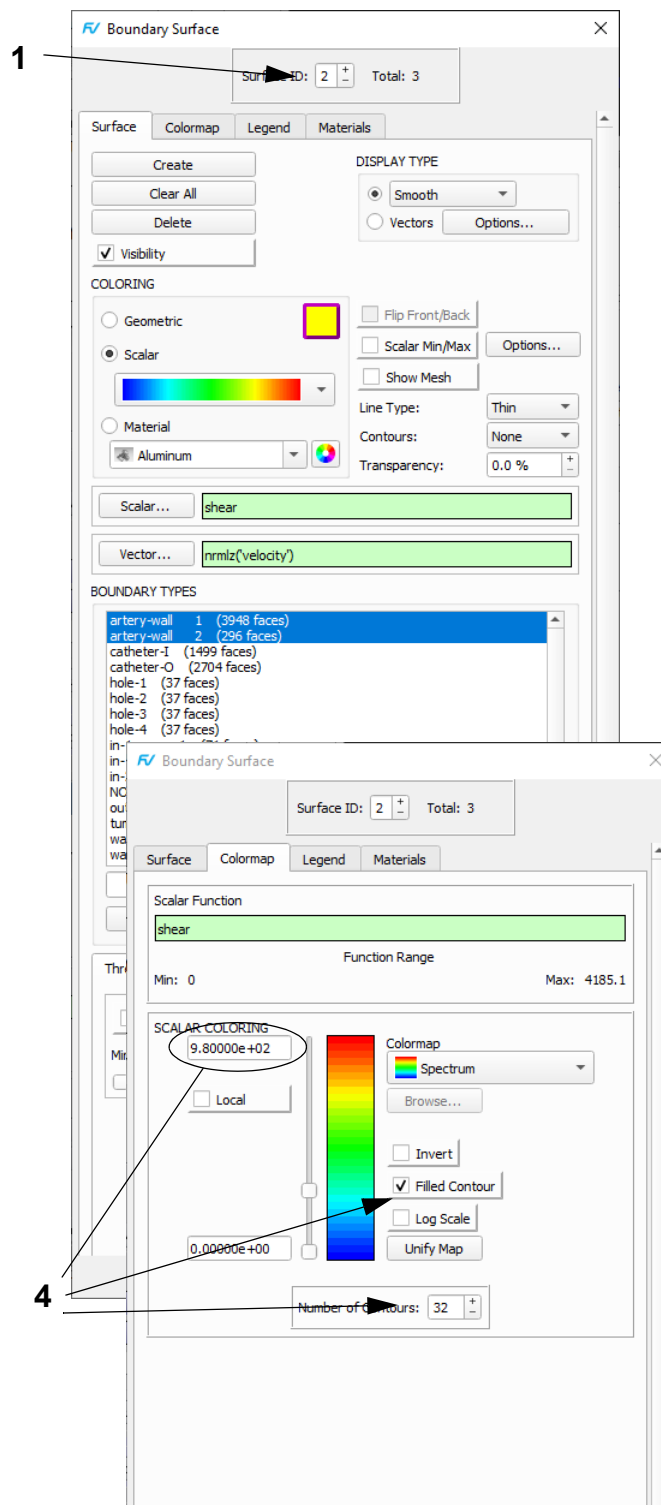 Boundary Surface
1
Surface ID: 2 Total: 3
Surface Colormap Legend Materials
Create
DISPLAY TYPE
Clear All
Smooth
Delete
Vectors Options...
Visibility
COLORING
Geometric
Flip Front/Back
Scalar
Scalar Min/Max Options...
Show Mesh
Line Type: Thin
Material
Contours: None
Aluminum
Transparency: 0.0 %
Scalar... shear
Vector... nrmlz('velocity')
BOUNDARY TYPES
artery-wall 1 (3948 faces)
artery-wall 2 (296 faces)
catheter-I (1499 faces)
catheter-O (2704 faces)
hole-1 (37 faces)
hole-2 (37 faces)
hole-3 (37 faces)
hole-4 (37 faces)
Boundary Surface
Surface ID: 2 Total: 3
Surface Colormap Legend Materials
Scalar Function
shear
Function Range
Min: 0 Max: 4185.1
SCALAR COLORING
9.80000e+02
Colormap
Spectrum
Local
Browse...
Invert
Filled Contour
Log Scale
0.00000e+00
Unify Map
4
Number of Contours: 32